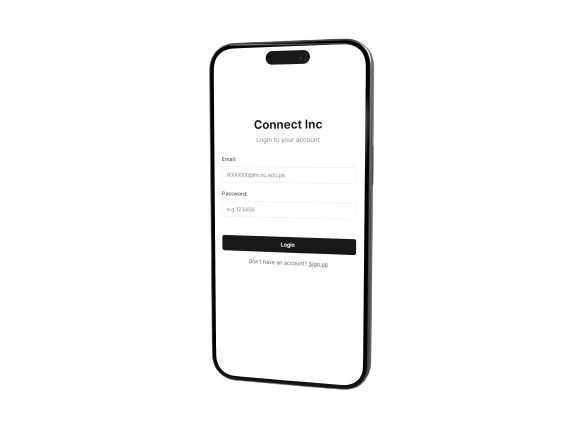 Connect Inc
Login to your account
Email:
lXXXXXX@lhr.nu.edu.pk
Password:
e.g 123456
Login
Don't have an account? Sign up